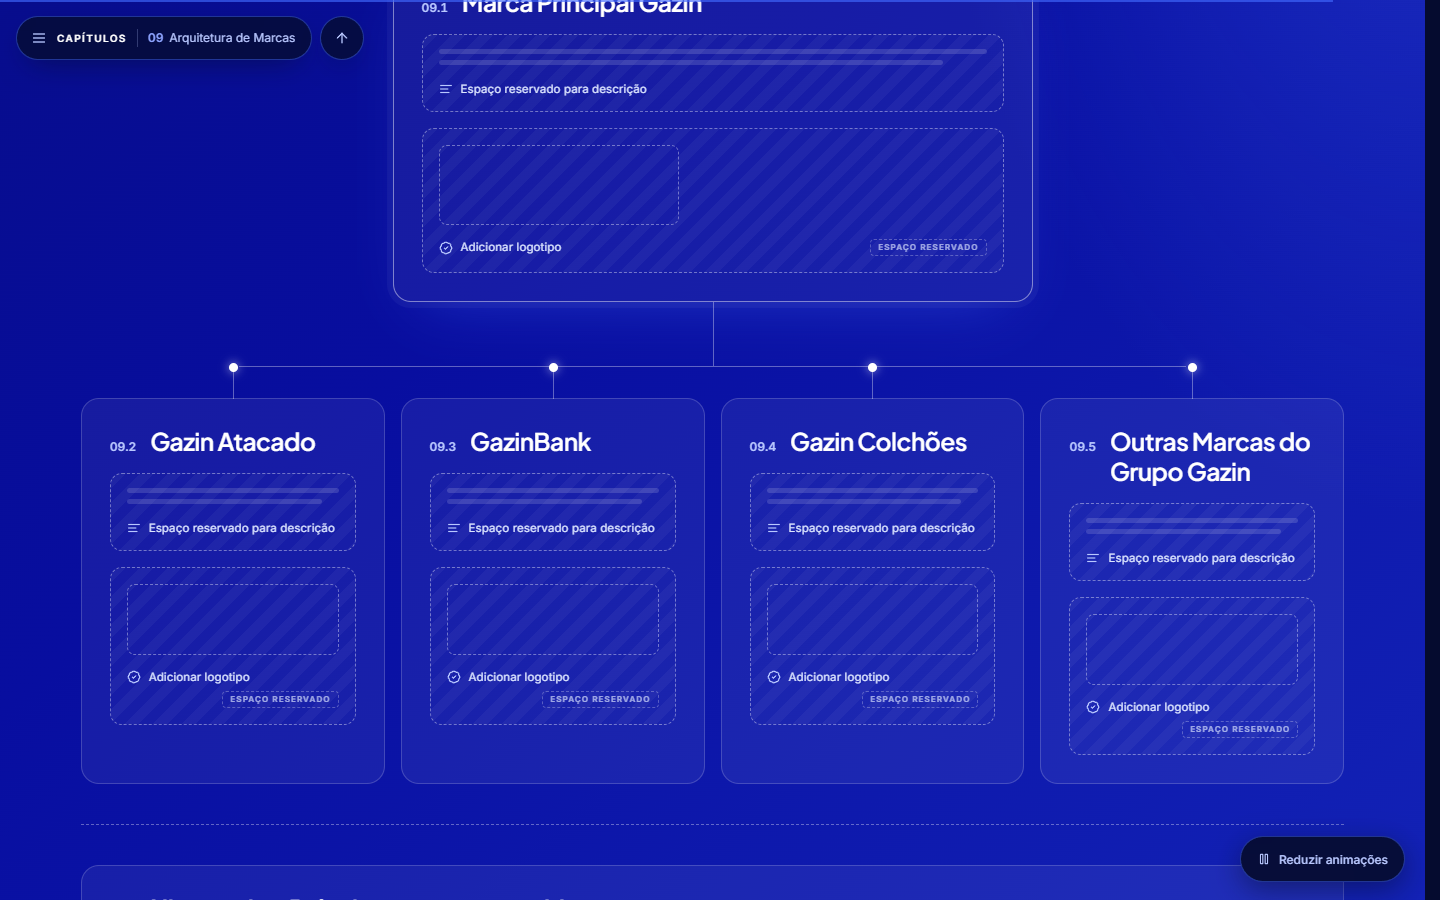 CAPÍTULOS 09 Arquitetura de Marcas
09.1 Marca Principal Gazin
Espaço reservado para descrição
Adicionar logotipo
ESPAÇO RESERVADO
09.2 Gazin Atacado
Espaço reservado para descrição
Adicionar logotipo
ESPAÇO RESERVADO
09.3 GazinBank
Espaço reservado para descrição
Adicionar logotipo
ESPAÇO RESERVADO
09.4 Gazin Colchões
Espaço reservado para descrição
Adicionar logotipo
ESPAÇO RESERVADO
09.5 Outras Marcas do
Grupo Gazin
Espaço reservado para descrição
Adicionar logotipo
ESPAÇO RESERVADO
Reduzir animações